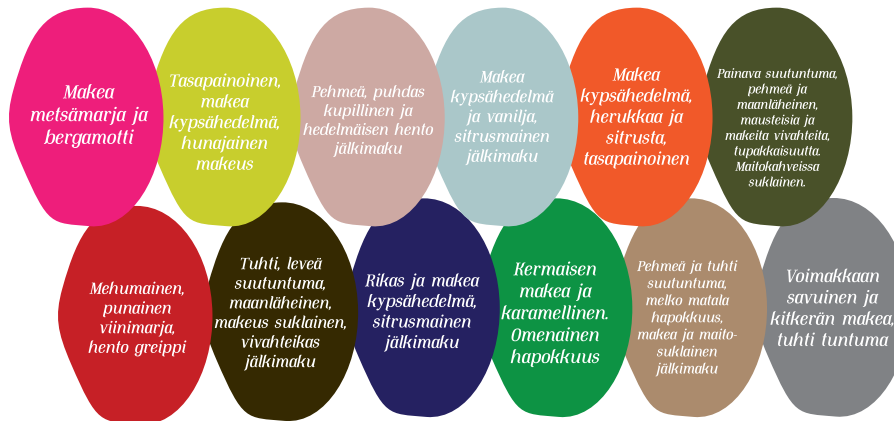 Makea
metsämarja ja
bergamotti
Tasapainoinen,
makea
kypsähedelmä,
hunajainen
makeus
Pehmeä, puhdas
kupillinen ja
hedelmäisen hento
jälkimaku
Makea
kypsähedelmä
ja vanilja,
sitrusmainen
jälkimaku
Makea
kypsähedelmä,
herukkaa ja
sitrusta,
tasapainoinen
Painava suutuntuma,
pehmeä ja
maanläheinen,
mausteisia ja
makeita vivahteita,
tupakkaisuutta.
Maitokahveissa
suklainen.
Mehumainen,
punainen
viinimarja,
hento greippi
Tuhti, leveä
suutuntuma,
maanläheinen,
makeus suklainen,
vivahteikas
jälkimaku
Rikas ja makea
kypsähedelmä,
sitrusmainen
jälkimaku
Kermaisen
makea ja
karamellinen.
Omenainen
hapokkuus
Pehmeä ja tuhti
suutuntuma,
melko matala
hapokkuus,
makea ja maito-
suklainen
jälkimaku
Voimakkaan
savuinen ja
kitkerän makea,
tuhti tuntuma